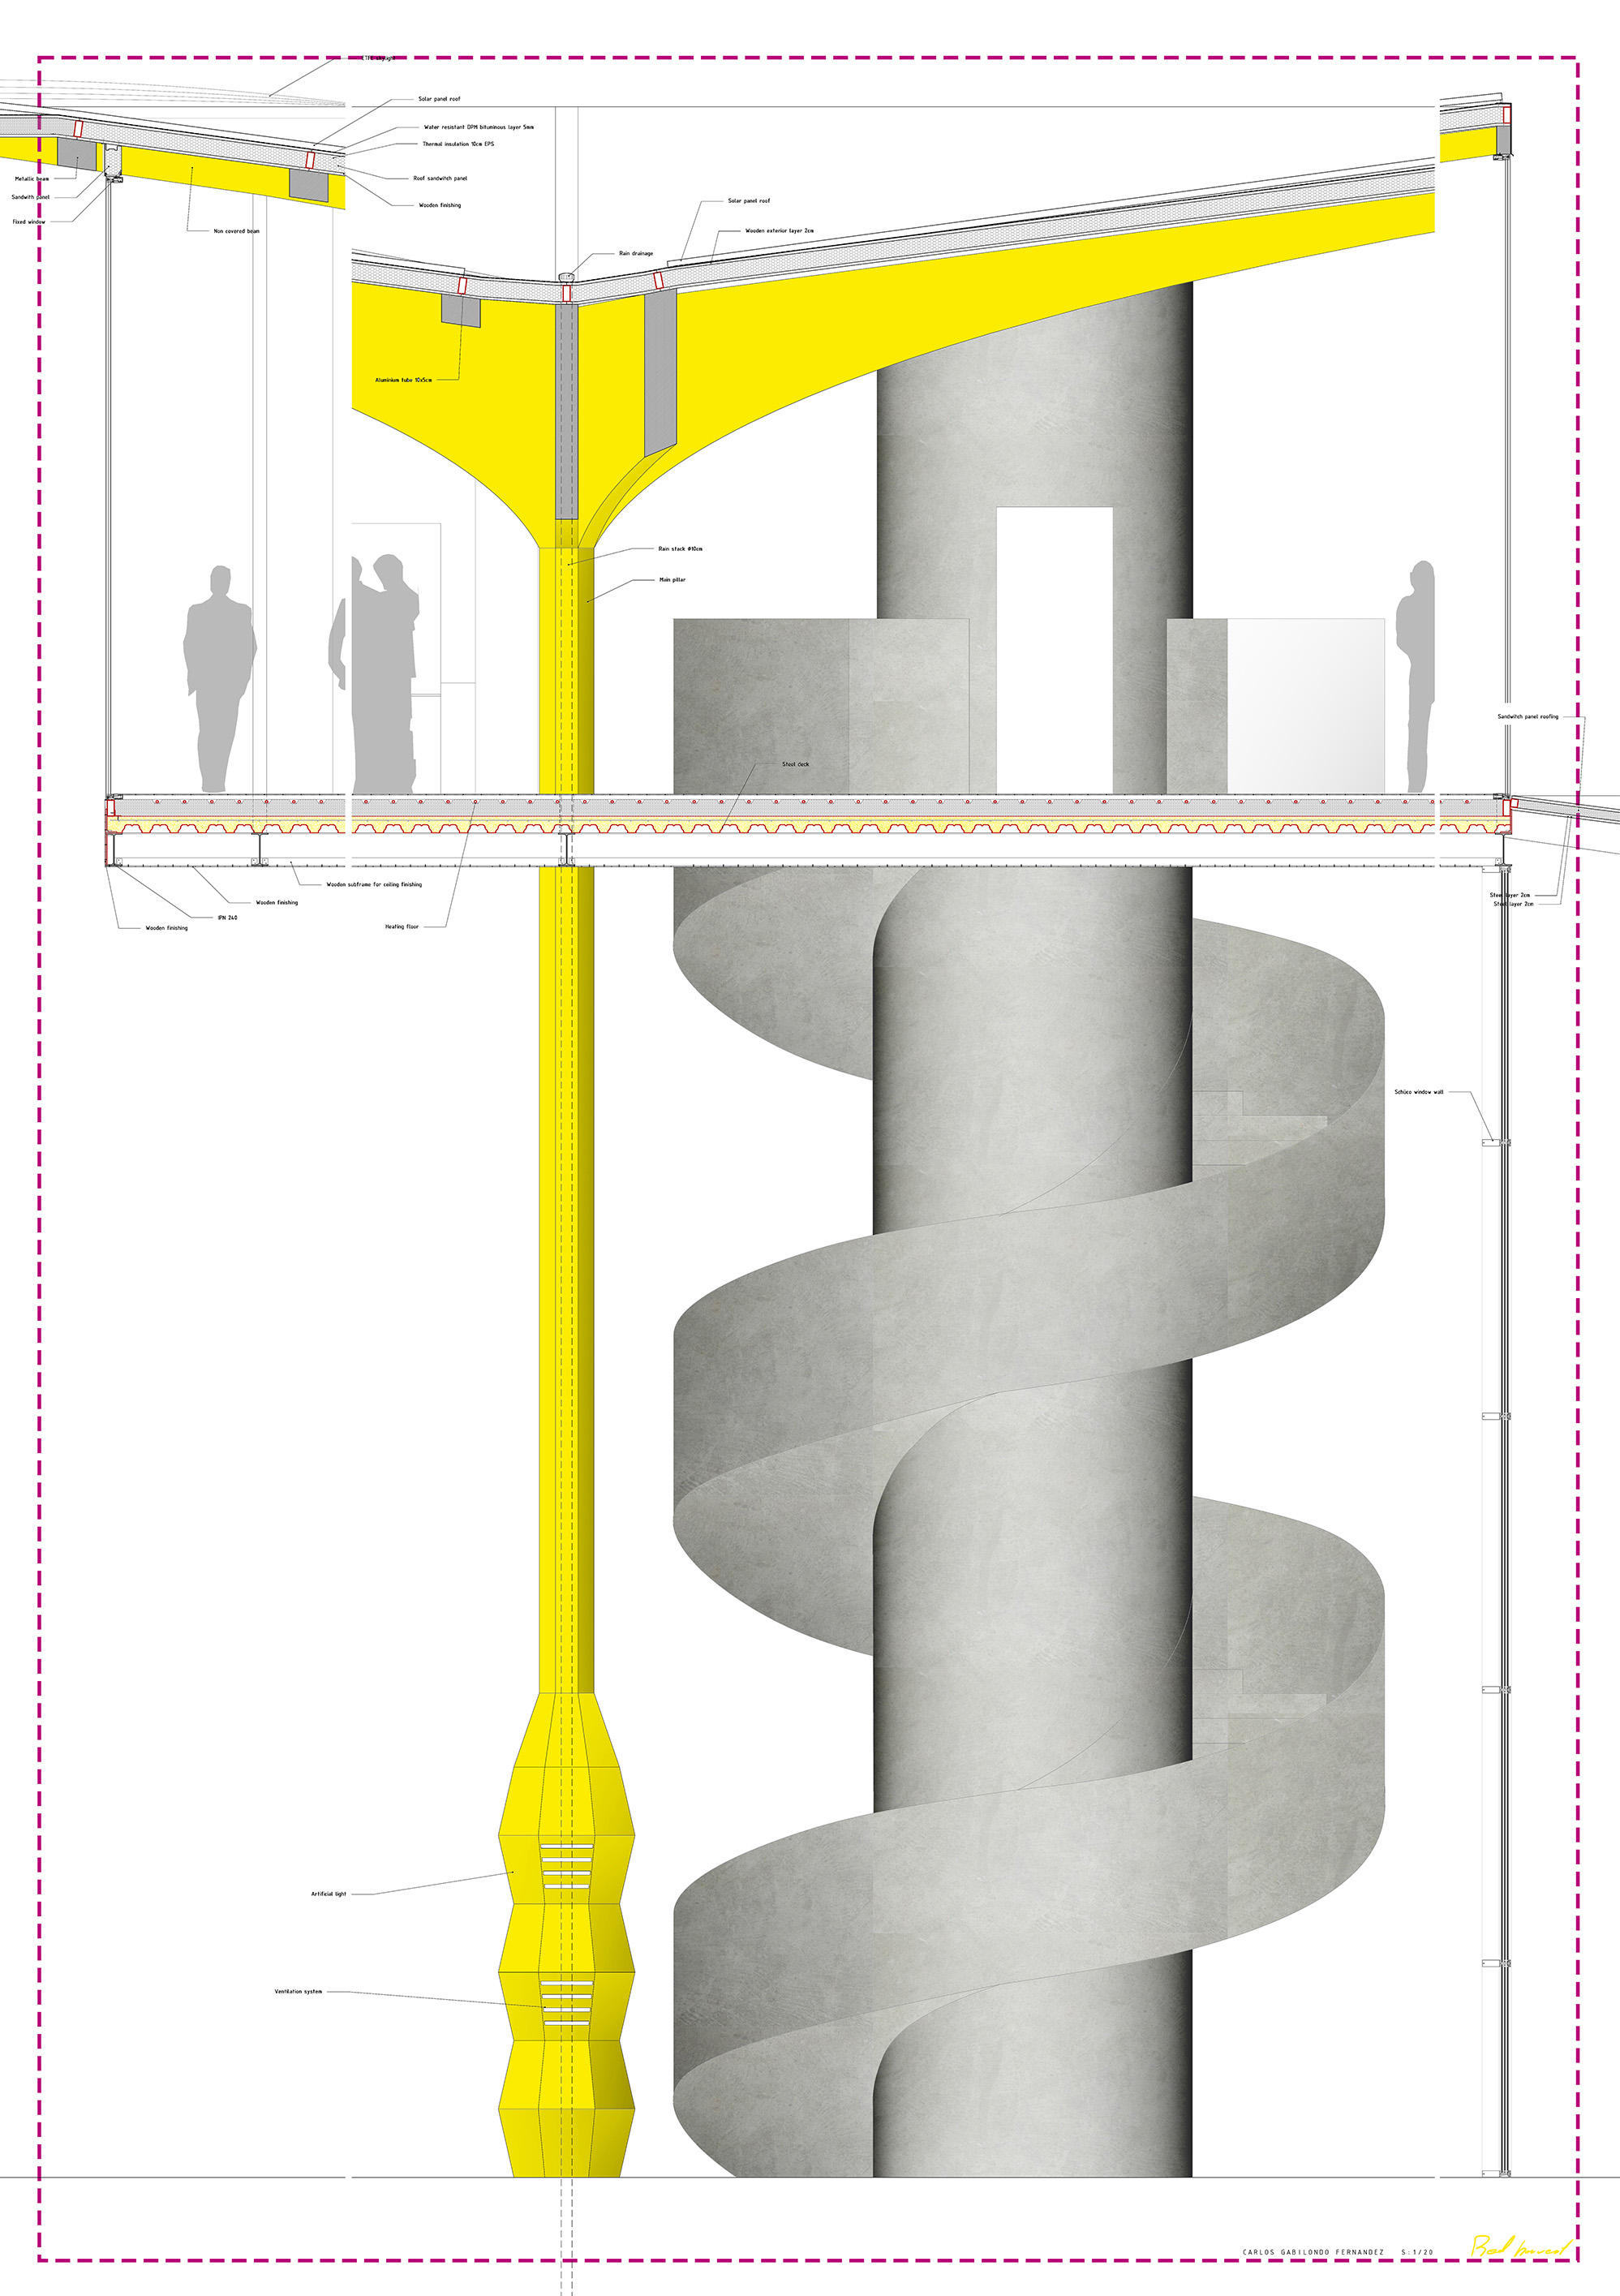 ETFE skylight
Solar panel roof
Water resistant DPM bituminous layer 5mm
Thermal insulation 10cm EPS
Metallic beam
Roof sandwitch panel
Sandwith panel
Wooden finishing
Fixed window
Non covered beam
Solar panel roof
Wooden exterior layer 2cm
Rain drainage
Aluminium tube 10x5cm
Rain stack Ø10cm
Main pillar
Sandwitch panel roofing
Steel deck
Wooden subframe for ceiling finishing
Wooden finishing
IPN 240
Wooden finishing
Heating floor
Steel layer 2cm
Steel layer 2cm
Schüco window wall
Artificial light
Ventilation system
CARLOS GABILONDO FERNANDEZ S:1/20